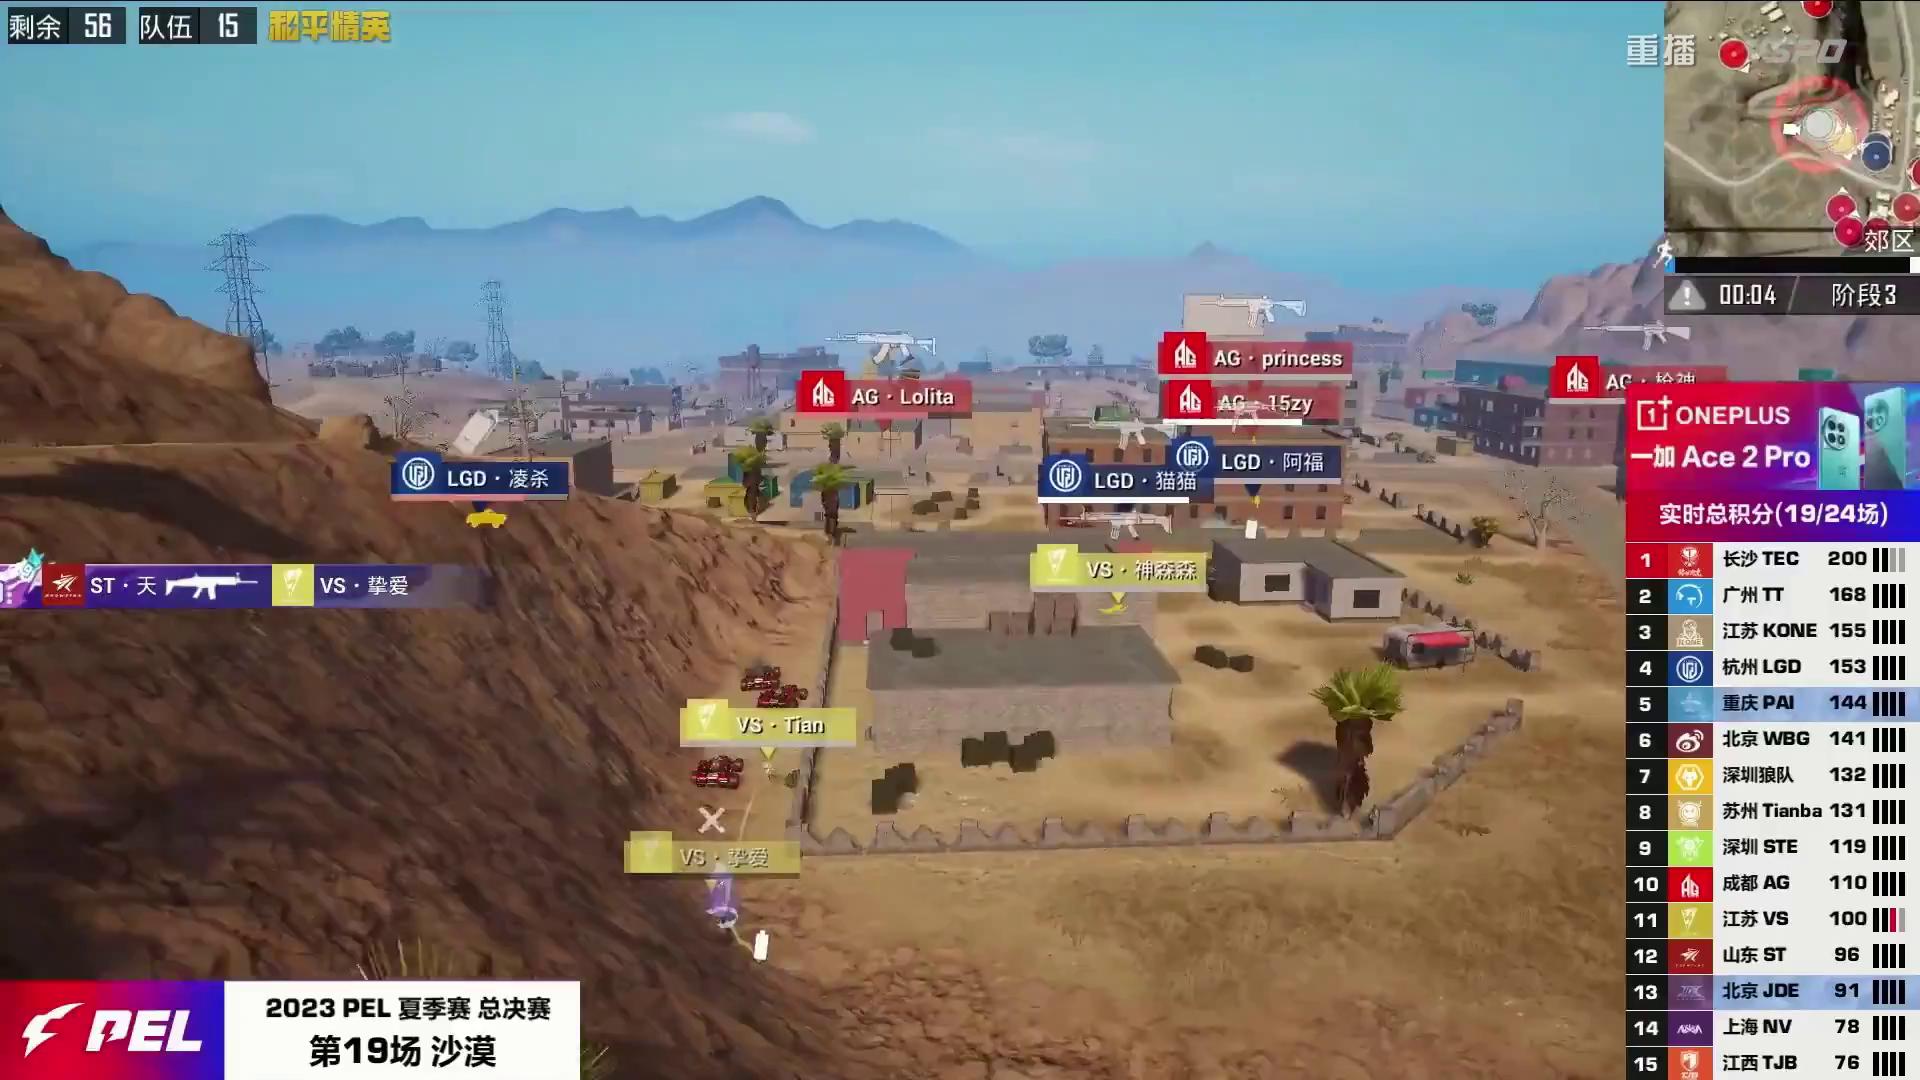 剩余 56 队伍 15 和平精英
重播
郊区
00:04 阶段3
AG · princess
AG · Lolita
AG · 15zy
LGD · 阿福
LGD · 凌杀
LGD · 猫猫
VS · 神森森
ST · 天 VS · 挚爱
VS · Tian
VS · 挚爱
ONEPLUS
一加 Ace 2 Pro
实时总积分(19/24场)
1 长沙 TEC 200
2 广州 TT 168
3 江苏 KONE 155
4 杭州 LGD 153
5 重庆 PAI 144
6 北京 WBG 141
7 深圳狼队 132
8 苏州 Tianba 131
9 深圳 STE 119
10 成都 AG 110
11 江苏 VS 100
12 山东 ST 96
13 北京 JDE 91
14 上海 NV 78
15 江西 TJB 76
PEL
2023 PEL 夏季赛 总决赛
第19场 沙漠